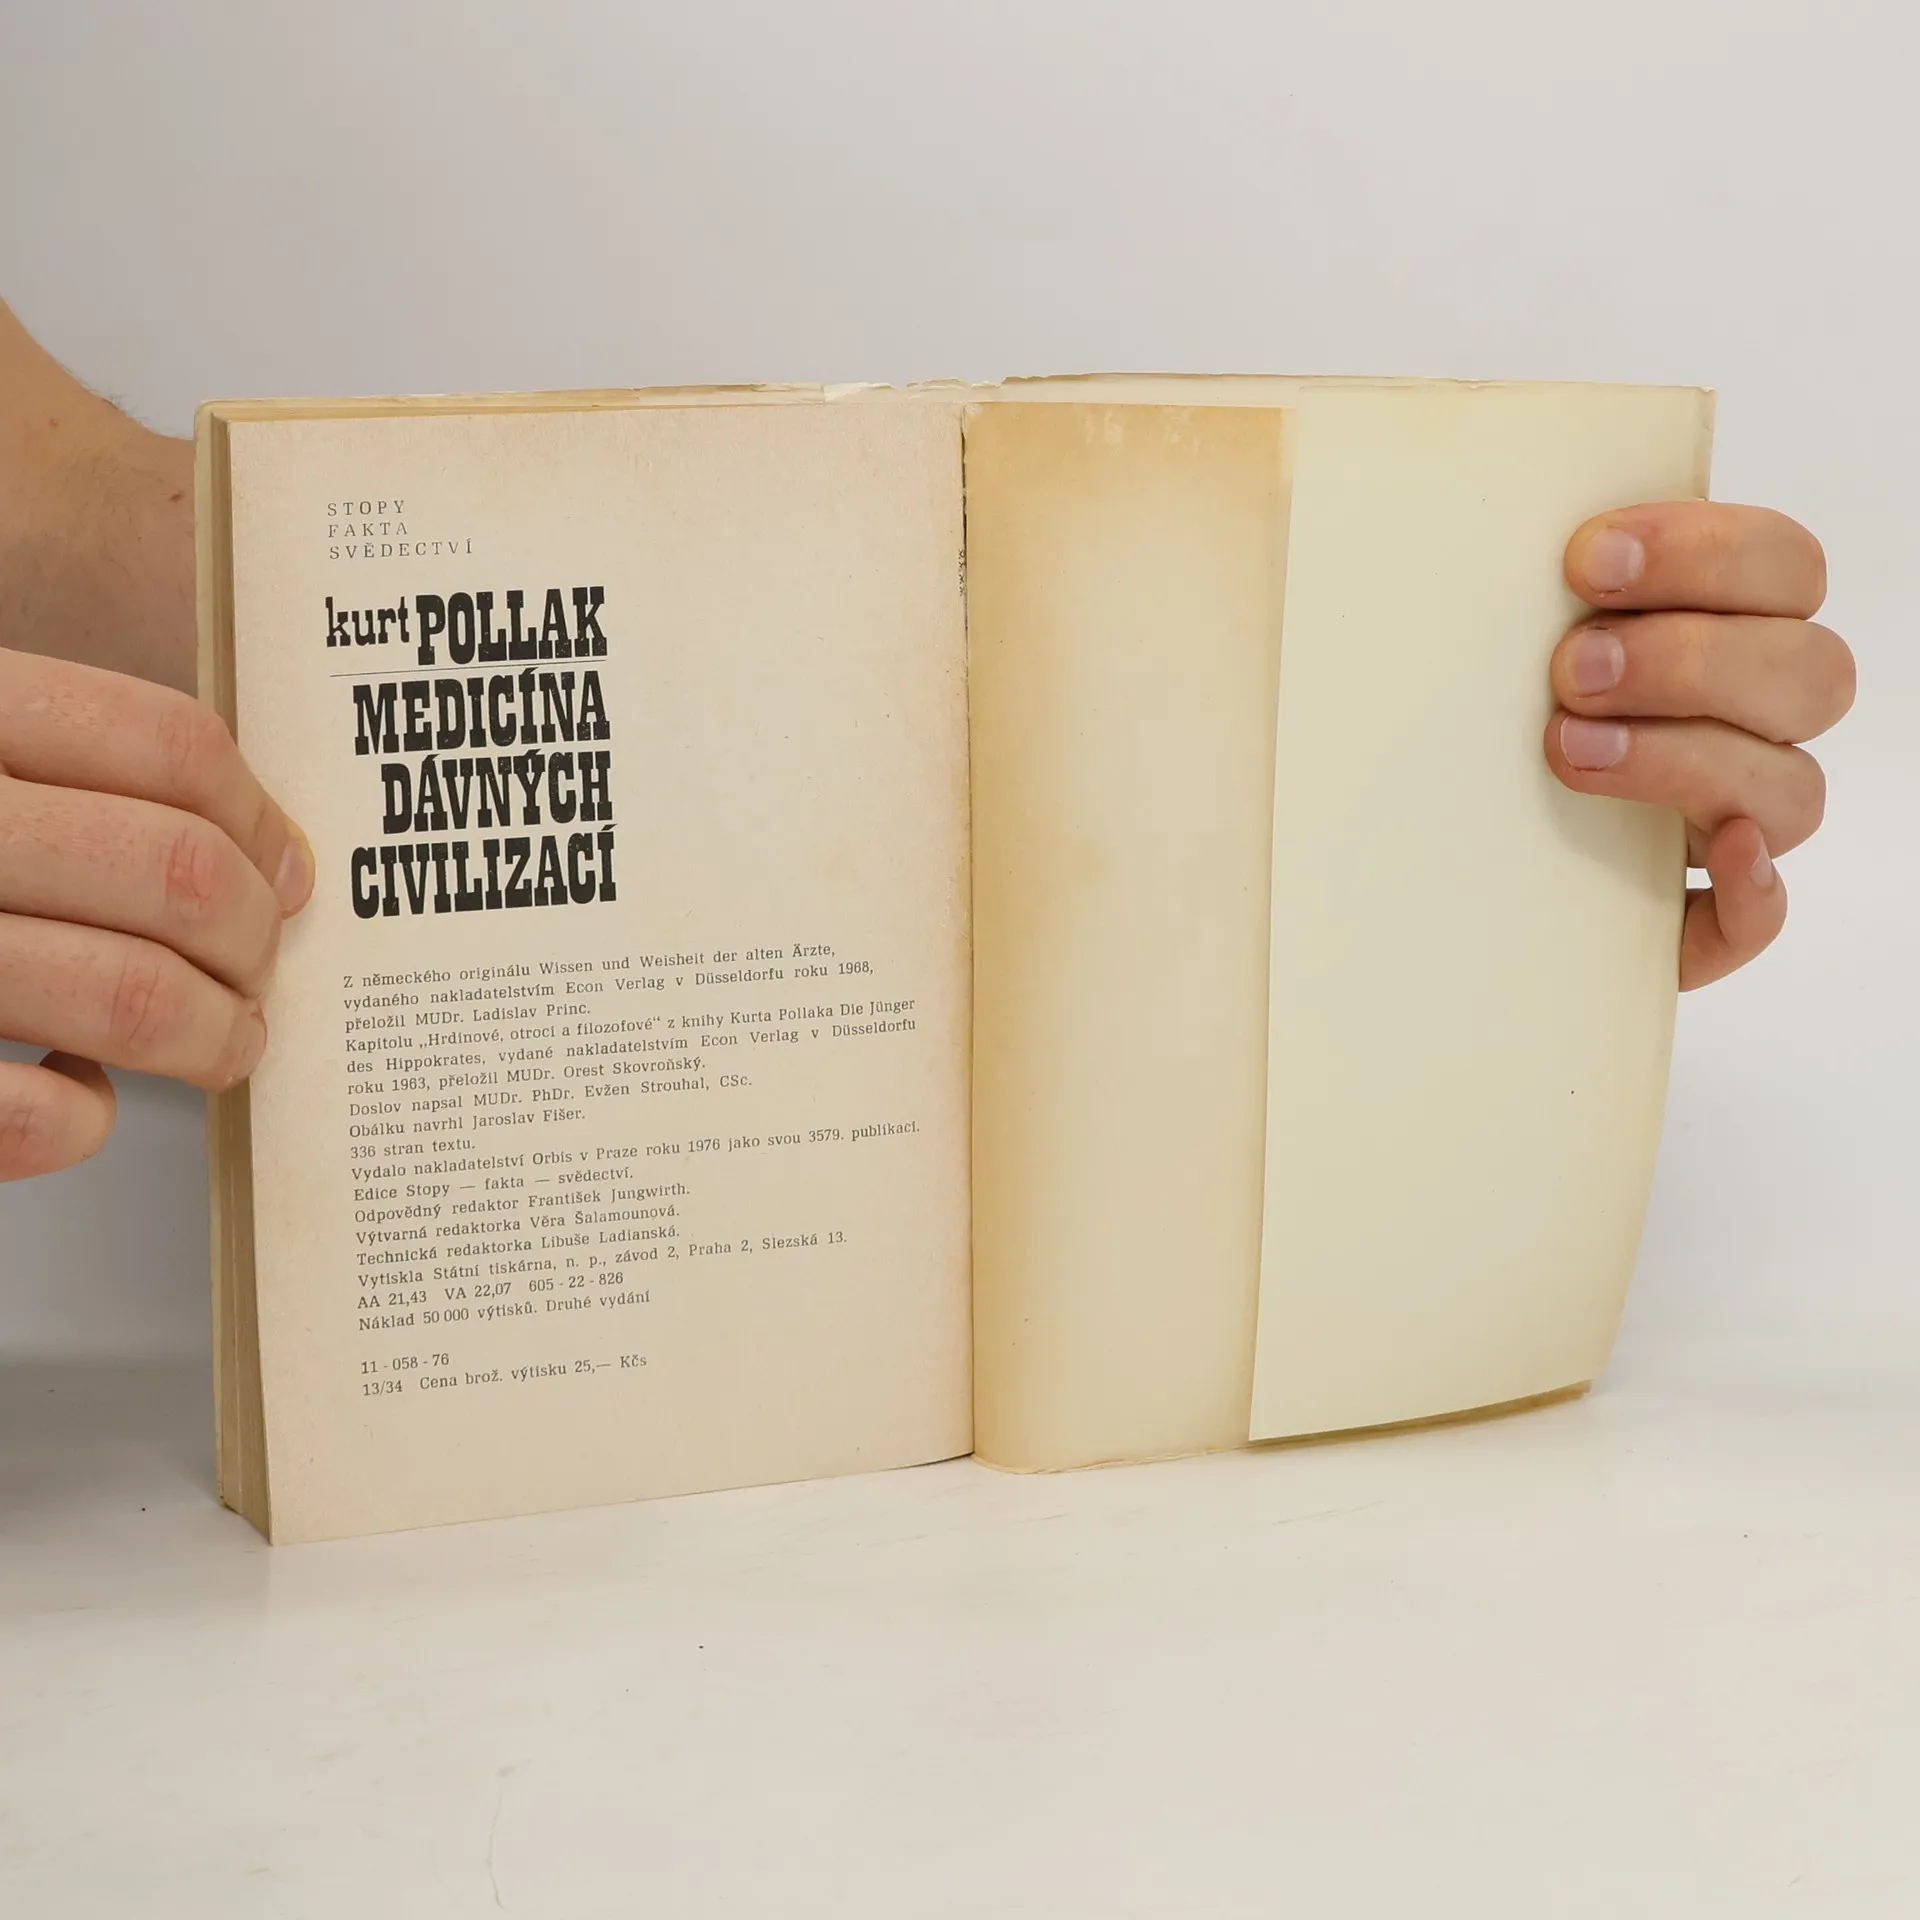 STOPY
FAKTA
SVĚDECTVÍ
kurt POLLAK
MEDICÍNA
DÁVNÝCH
CIVILIZACÍ
Z německého originálu Wissen und Weisheit der alten Ärzte,
vydaného nakladatelstvím Econ Verlag v Düsseldorfu roku 1968,
přeložil MUDr. Ladislav Princ.
Kapitolu „Hrdinové, otroci a filozofové“ z knihy Kurta Pollaka Die Jünger
des Hippokrates, vydané nakladatelstvím Econ Verlag v Düsseldorfu
roku 1963, přeložil MUDr. Orest Skovroňský.
Doslov napsal MUDr. PhDr. Evžen Strouhal, CSc.
Obálku navrhl Jaroslav Fišer.
336 stran textu.
Vydalo nakladatelství Orbis v Praze roku 1976 jako svou 3579. publikaci.
Edice Stopy — fakta — svědectví.
Odpovědný redaktor František Jungwirth.
Výtvarná redaktorka Věra Šalamounová.
Technická redaktorka Libuše Ladianská.
Vytiskla Státní tiskárna, n. p., závod 2, Praha 2, Slezská 13.
AA 21,43 VA 22,07 605 - 22 - 826
Náklad 50 000 výtisků. Druhé vydání
11 - 058 - 76
13/34 Cena brož. výtisku 25,— Kčs